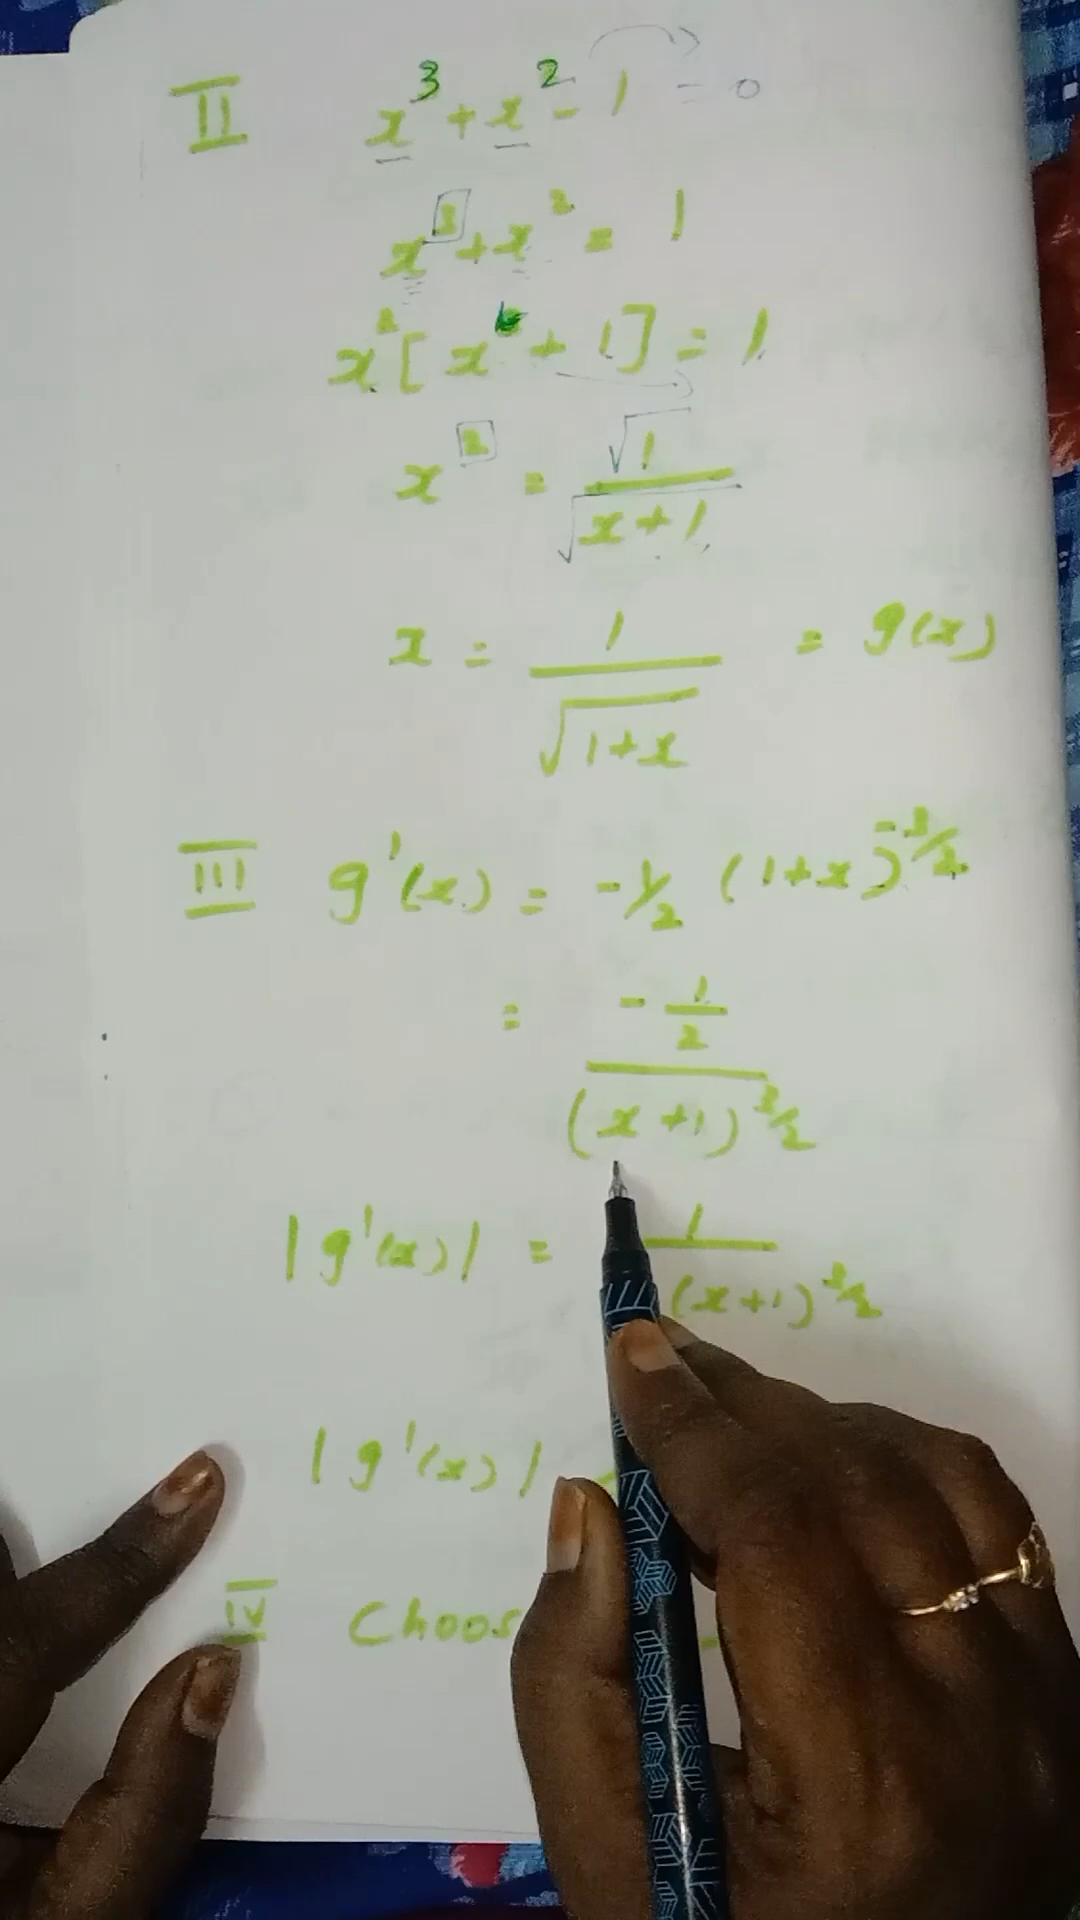 II x³ + x² - 1 = 0
x³ + x² = 1
x² [ x + 1 ] = 1
x² = √1 / √x+1
x = 1 / √1+x = g(x)
III g'(x) = -1/2 (1+x)^-3/2
= -1/2 / (x+1)^3/2
|g'(x)| = 1 / (x+1)^3/2
|g'(x)|
IV Choos